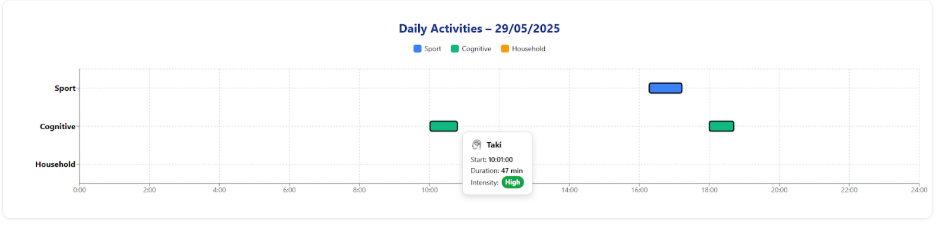 Daily Activities – 29/05/2025
Sport Cognitive Household
Sport
Cognitive
Taki
Start: 10:01:00
Duration: 47 min
Intensity: High
Household
0:00 2:00 4:00 6:00 8:00 10:00 14:00 16:00 18:00 20:00 22:00 24:00